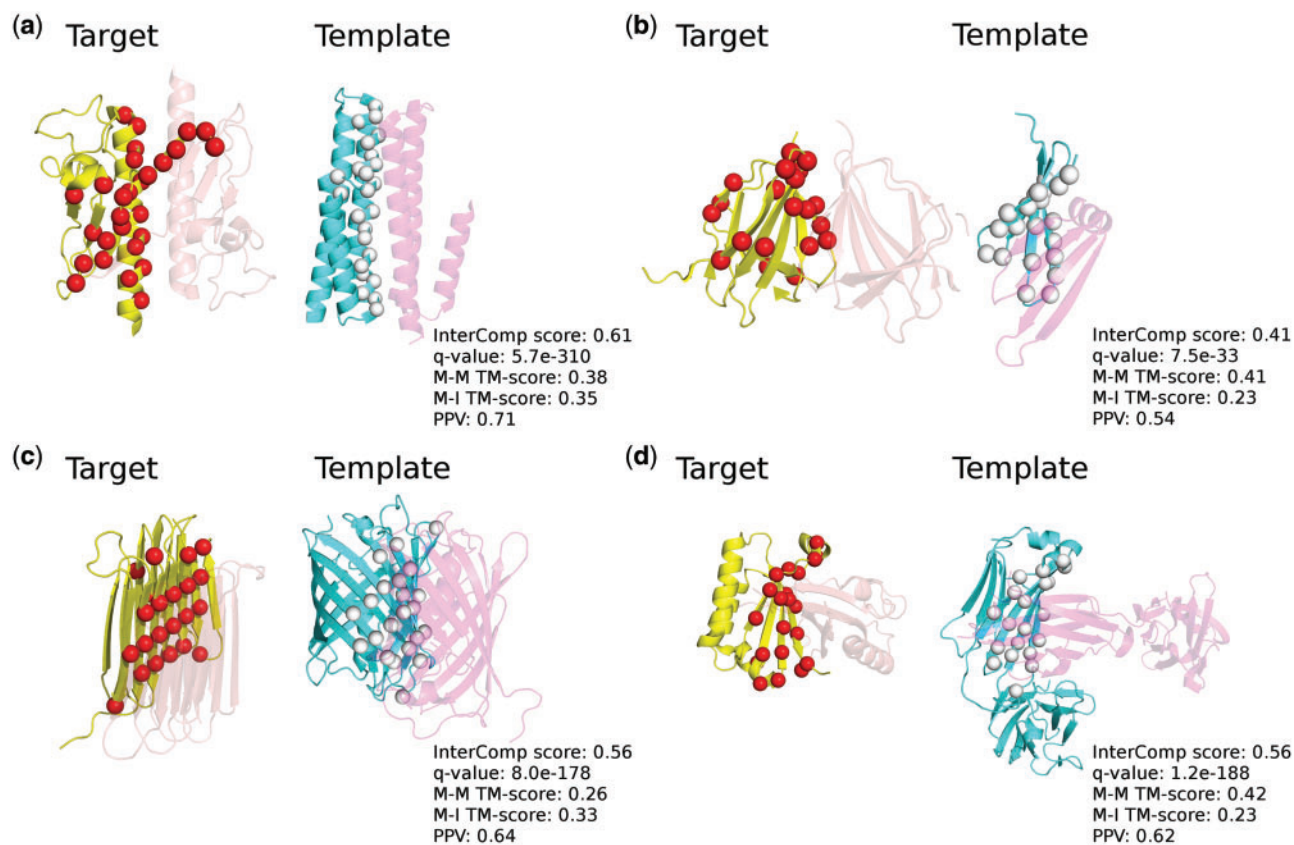 (a)
Target
Template
InterComp score: 0.61
q-value: 5.7e-310
M-M TM-score: 0.38
M-I TM-score: 0.35
PPV: 0.71
(b)
Target
Template
InterComp score: 0.41
q-value: 7.5e-33
M-M TM-score: 0.41
M-I TM-score: 0.23
PPV: 0.54
(c)
Target
Template
InterComp score: 0.56
q-value: 8.0e-178
M-M TM-score: 0.26
M-I TM-score: 0.33
PPV: 0.64
(d)
Target
Template
InterComp score: 0.56
q-value: 1.2e-188
M-M TM-score: 0.42
M-I TM-score: 0.23
PPV: 0.62